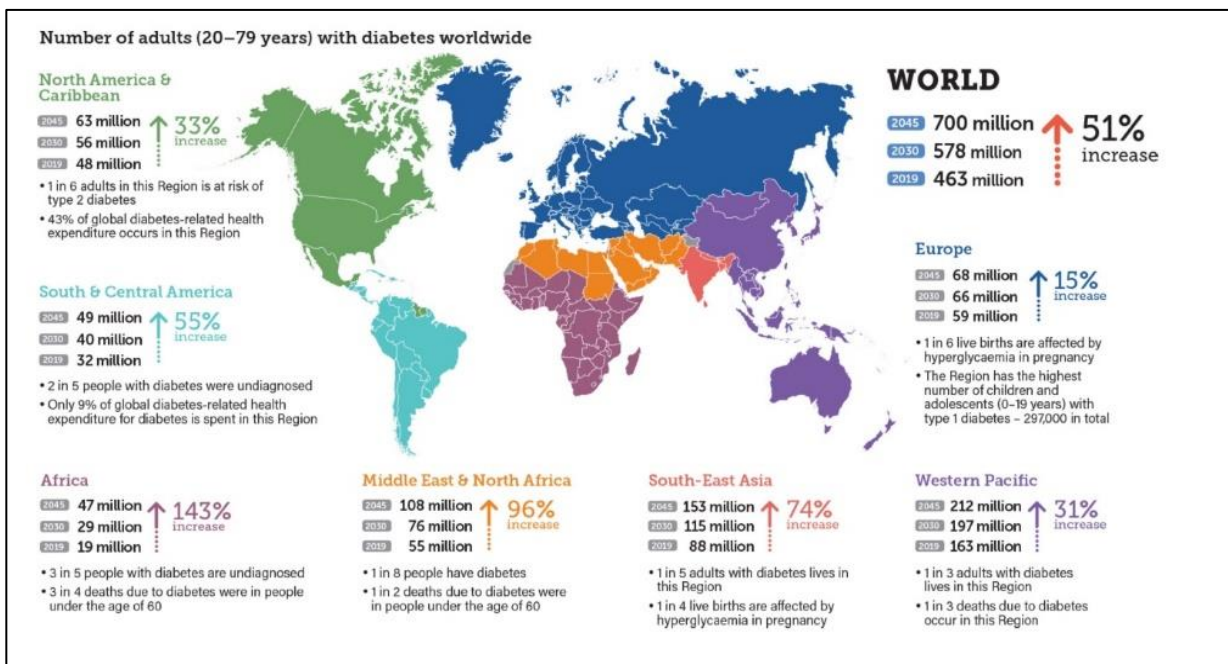 Number of adults (20–79 years) with diabetes worldwide
North America &
Caribbean
2045 63 million
2030 56 million
2019 48 million
33%
increase
• 1 in 6 adults in this Region is at risk of
type 2 diabetes
• 43% of global diabetes-related health
expenditure occurs in this Region
South & Central America
2045 49 million
2030 40 million
2019 32 million
55%
increase
• 2 in 5 people with diabetes were undiagnosed
• Only 9% of global diabetes-related health
expenditure for diabetes is spent in this Region
WORLD
2045 700 million
2030 578 million
2019 463 million
51%
increase
Europe
2045 68 million
2030 66 million
2019 59 million
15%
increase
• 1 in 6 live births are affected by
hyperglycaemia in pregnancy
• The Region has the highest
number of children and
adolescents (0–19 years) with
type 1 diabetes – 297,000 in total
Africa
2045 47 million
2030 29 million
2019 19 million
143%
increase
• 3 in 5 people with diabetes are undiagnosed
• 3 in 4 deaths due to diabetes were in people
under the age of 60
Middle East & North Africa
2045 108 million
2030 76 million
2019 55 million
96%
increase
• 1 in 8 people have diabetes
• 1 in 2 deaths due to diabetes were
in people under the age of 60
South-East Asia
2045 153 million
2030 115 million
2019 88 million
74%
increase
• 1 in 5 adults with diabetes lives in
this Region
• 1 in 4 live births are affected by
hyperglycaemia in pregnancy
Western Pacific
2045 212 million
2030 197 million
2019 163 million
31%
increase
• 1 in 3 adults with diabetes
lives in this Region
• 1 in 3 deaths due to diabetes
occur in this Region